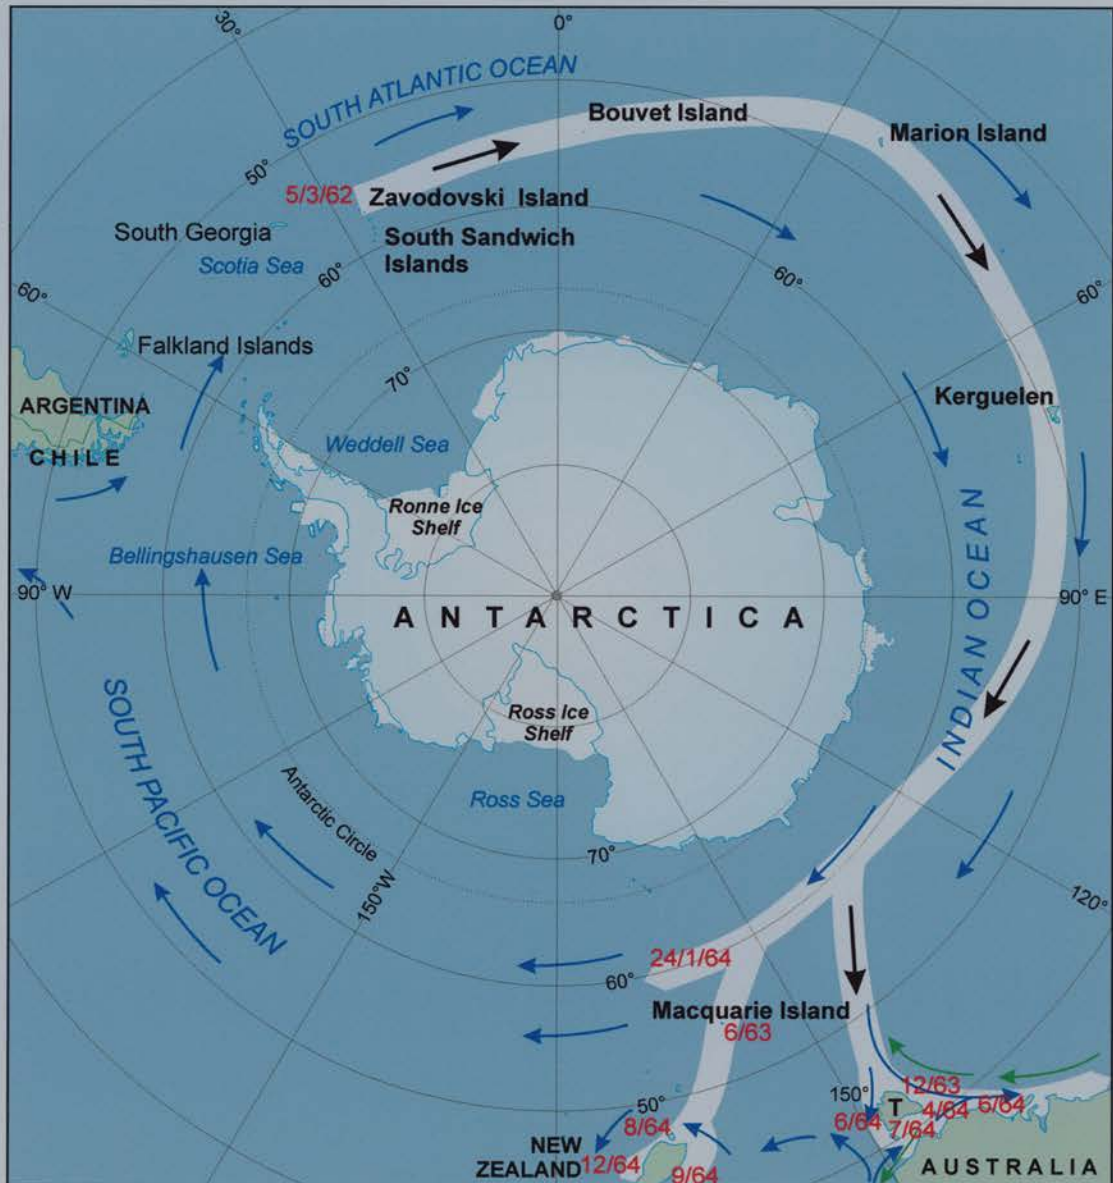 30°
0°
SOUTH ATLANTIC OCEAN
Bouvet Island
Marion Island
50°
5/3/62
Zavodovski Island
South Georgia
South Sandwich
Islands
Scotia Sea
60°
60°
60°
60°
Falkland Islands
70°
Kerguelen
ARGENTINA
CHILE
Weddell Sea
Ronne Ice
Shelf
Bellingshausen Sea
INDIAN OCEAN
90° W
90° E
ANTARCTICA
Ross Ice
Shelf
SOUTH PACIFIC OCEAN
Antarctic Circle
Ross Sea
70°
150°W
120°
24/1/64
60°
Macquarie Island
6/63
150°
12/63
T
4/64
6/64
50°
8/64
6/64
7/64
NEW
ZEALAND
12/64
9/64
AUSTRALIA